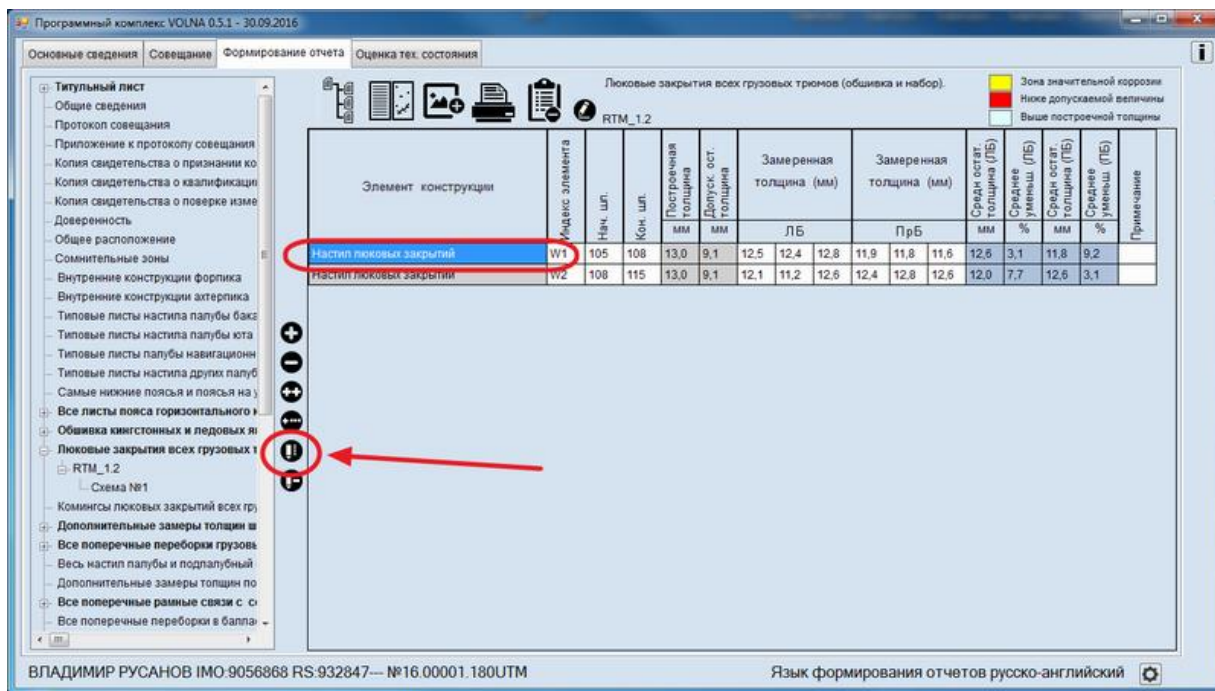 Программный комплекс VOLNA 0.5.1 - 30.09.2016
Основные сведения Совещание Формирование отчета Оценка тех. состояния
Титульный лист
Общие сведения
Протокол совещания
Приложение к протоколу совещания
Копия свидетельства о признании ко
Копия свидетельства о квалификаци
Копия свидетельства о поверке изме
Доверенность
Общее расположение
Сомнительные зоны
Внутренние конструкции форпика
Внутренние конструкции ахтерпика
Типовые листы настила палубы бака
Типовые листы настила палубы юта
Типовые листы палубы навигационн
Типовые листы настила других палуб
Самые нижние поясья и поясья на у
Все листы пояса горизонтального к
Обшивка кингстонных и ледовых я
Люковые закрытия всех грузовых т
RTM_1.2
Схема №1
Комингсы люковых закрытий всех гру
Дополнительные замеры толщин ш
Все поперечные переборки грузовь
Весь настил палубы и подпалубный
Дополнительные замеры толщин по
Все поперечные рамные связи с со
Все поперечные переборки в балла
Люковые закрытия всех грузовых трюмов (обшивка и набор).
RTM_1.2
Зона значительной коррозии
Ниже допускаемой величины
Выше построечной толщины
Элемент конструкции Индекс элемента Нач. шп. Кон. шп. Построечная толщина Допуск. ост. толщина Замеренная толщина (мм) Замеренная толщина (мм) Средн остат. толщина (ЛБ) Среднее уменьш. (ЛБ) Средн остат. толщина (ПБ) Среднее уменьш. (ПБ) Примечание
мм мм ЛБ ПрБ мм % мм %
Настил люковых закрытий W1 105 108 13,0 9,1 12,5 12,4 12,8 11,9 11,8 11,6 12,6 3,1 11,8 9,2
Настил люковых закрытий W2 108 115 13,0 9,1 12,1 11,2 12,6 12,4 12,8 12,6 12,0 7,7 12,6 3,1
ВЛАДИМИР РУСАНОВ IMO:9056868 RS:932847--- №16.00001.180UTM
Язык формирования отчетов русско-английский